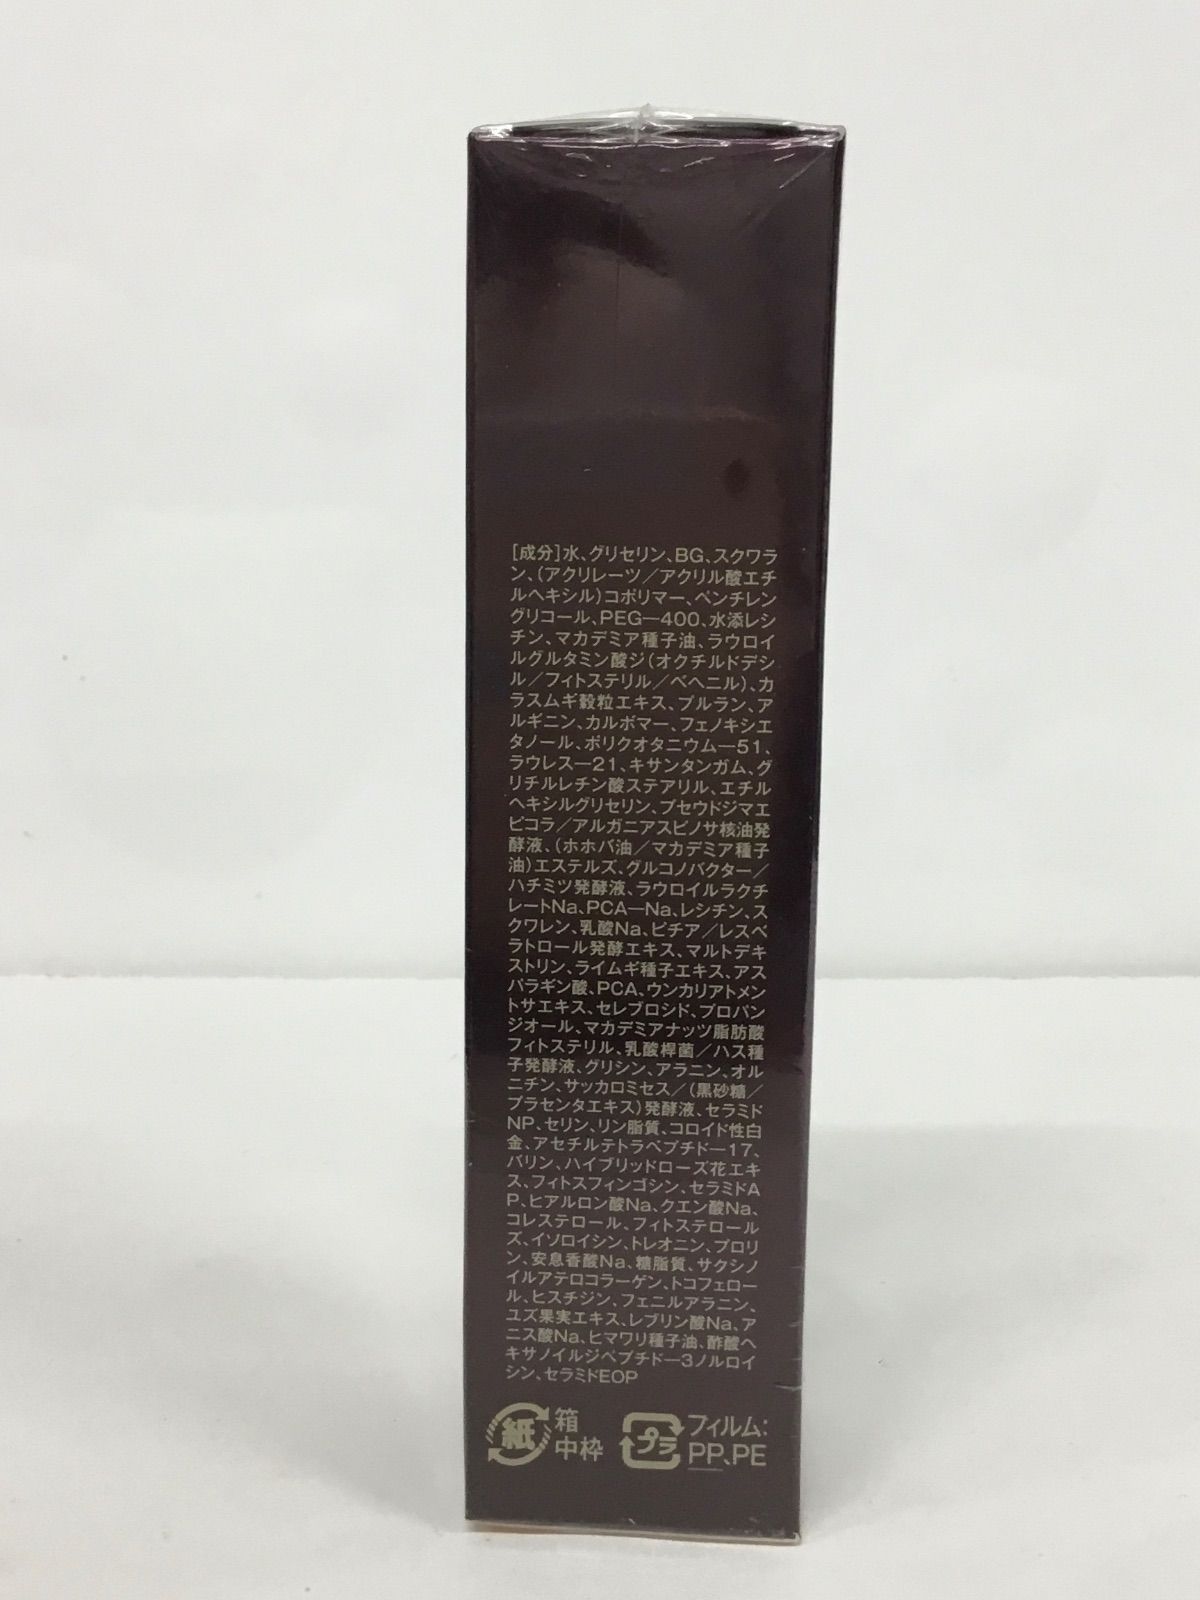 [成分]水、グリセリン、BG、スクワラ
ン、(アクリレーツ/アクリル酸エチ
ルヘキシル)コポリマー、ペンチレン
グリコール、PEG―400、水添レシ
チン、マカデミア種子油、ラウロイ
ルグルタミン酸ジ(オクチルドデシ
ル/フィトステリル/ベヘニル)、カ
ラスムギ穀粒エキス、プルラン、ア
ルギニン、カルボマー、フェノキシエ
タノール、ポリクオタニウム―51、
ラウレス―21、キサンタンガム、グ
リチルレチン酸ステアリル、エチル
ヘキシルグリセリン、プセウドジマエ
ピコラ/アルガニアスピノサ核油発
酵液、(ホホバ油/マカデミア種子
油)エステルズ、グルコノバクター/
ハチミツ発酵液、ラウロイルラクチ
レートNa、PCA―Na、レシチン、ス
クワレン、乳酸Na、ピチア/レスベ
ラトロール発酵エキス、マルトデキ
ストリン、ライムギ種子エキス、アス
パラギン酸、PCA、ウンカリアトメン
トサエキス、セレブロシド、プロパン
ジオール、マカデミアナッツ脂肪酸
フィトステリル、乳酸桿菌/ハス種
子発酵液、グリシン、アラニン、オル
ニチン、サッカロミセス/(黒砂糖/
プラセンタエキス)発酵液、セラミド
NP、セリン、リン脂質、コロイド性白
金、アセチルテトラペプチド―17、
バリン、ハイブリッドローズ花エキ
ス、フィトスフィンゴシン、セラミドA
P、ヒアルロン酸Na、クエン酸Na、
コレステロール、フィトステロール
ズ、イソロイシン、トレオニン、プロリ
ン、安息香酸Na、糖脂質、サクシノ
イルアテロコラーゲン、トコフェロー
ル、ヒスチジン、フェニルアラニン、
ユズ果実エキス、レブリン酸Na、ア
ニス酸Na、ヒマワリ種子油、酢酸ヘ
キサノイルジペプチド―3ノルロイ
シン、セラミドEOP
紙 箱
中枠
プラ フィルム:
PP、PE